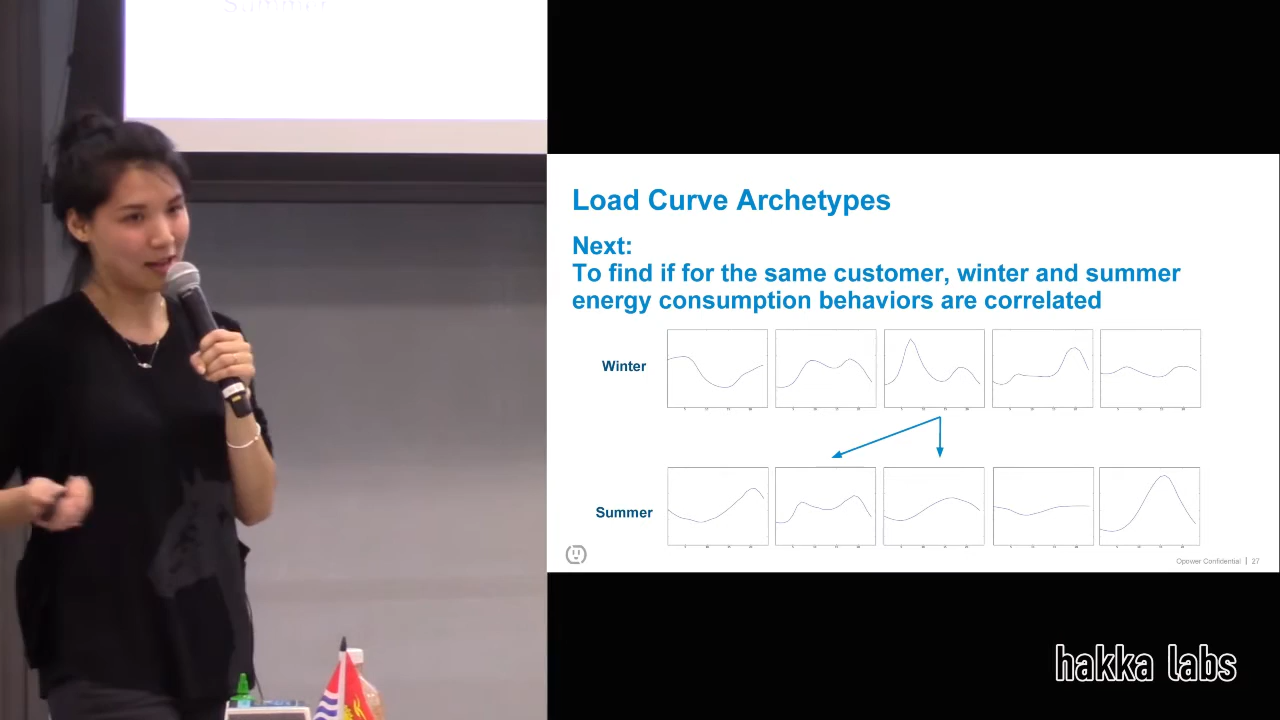 Summer
Load Curve Archetypes
Next:
To find if for the same customer, winter and summer
energy consumption behaviors are correlated
Winter
Summer
Opower Confidential | 27
hakka labs